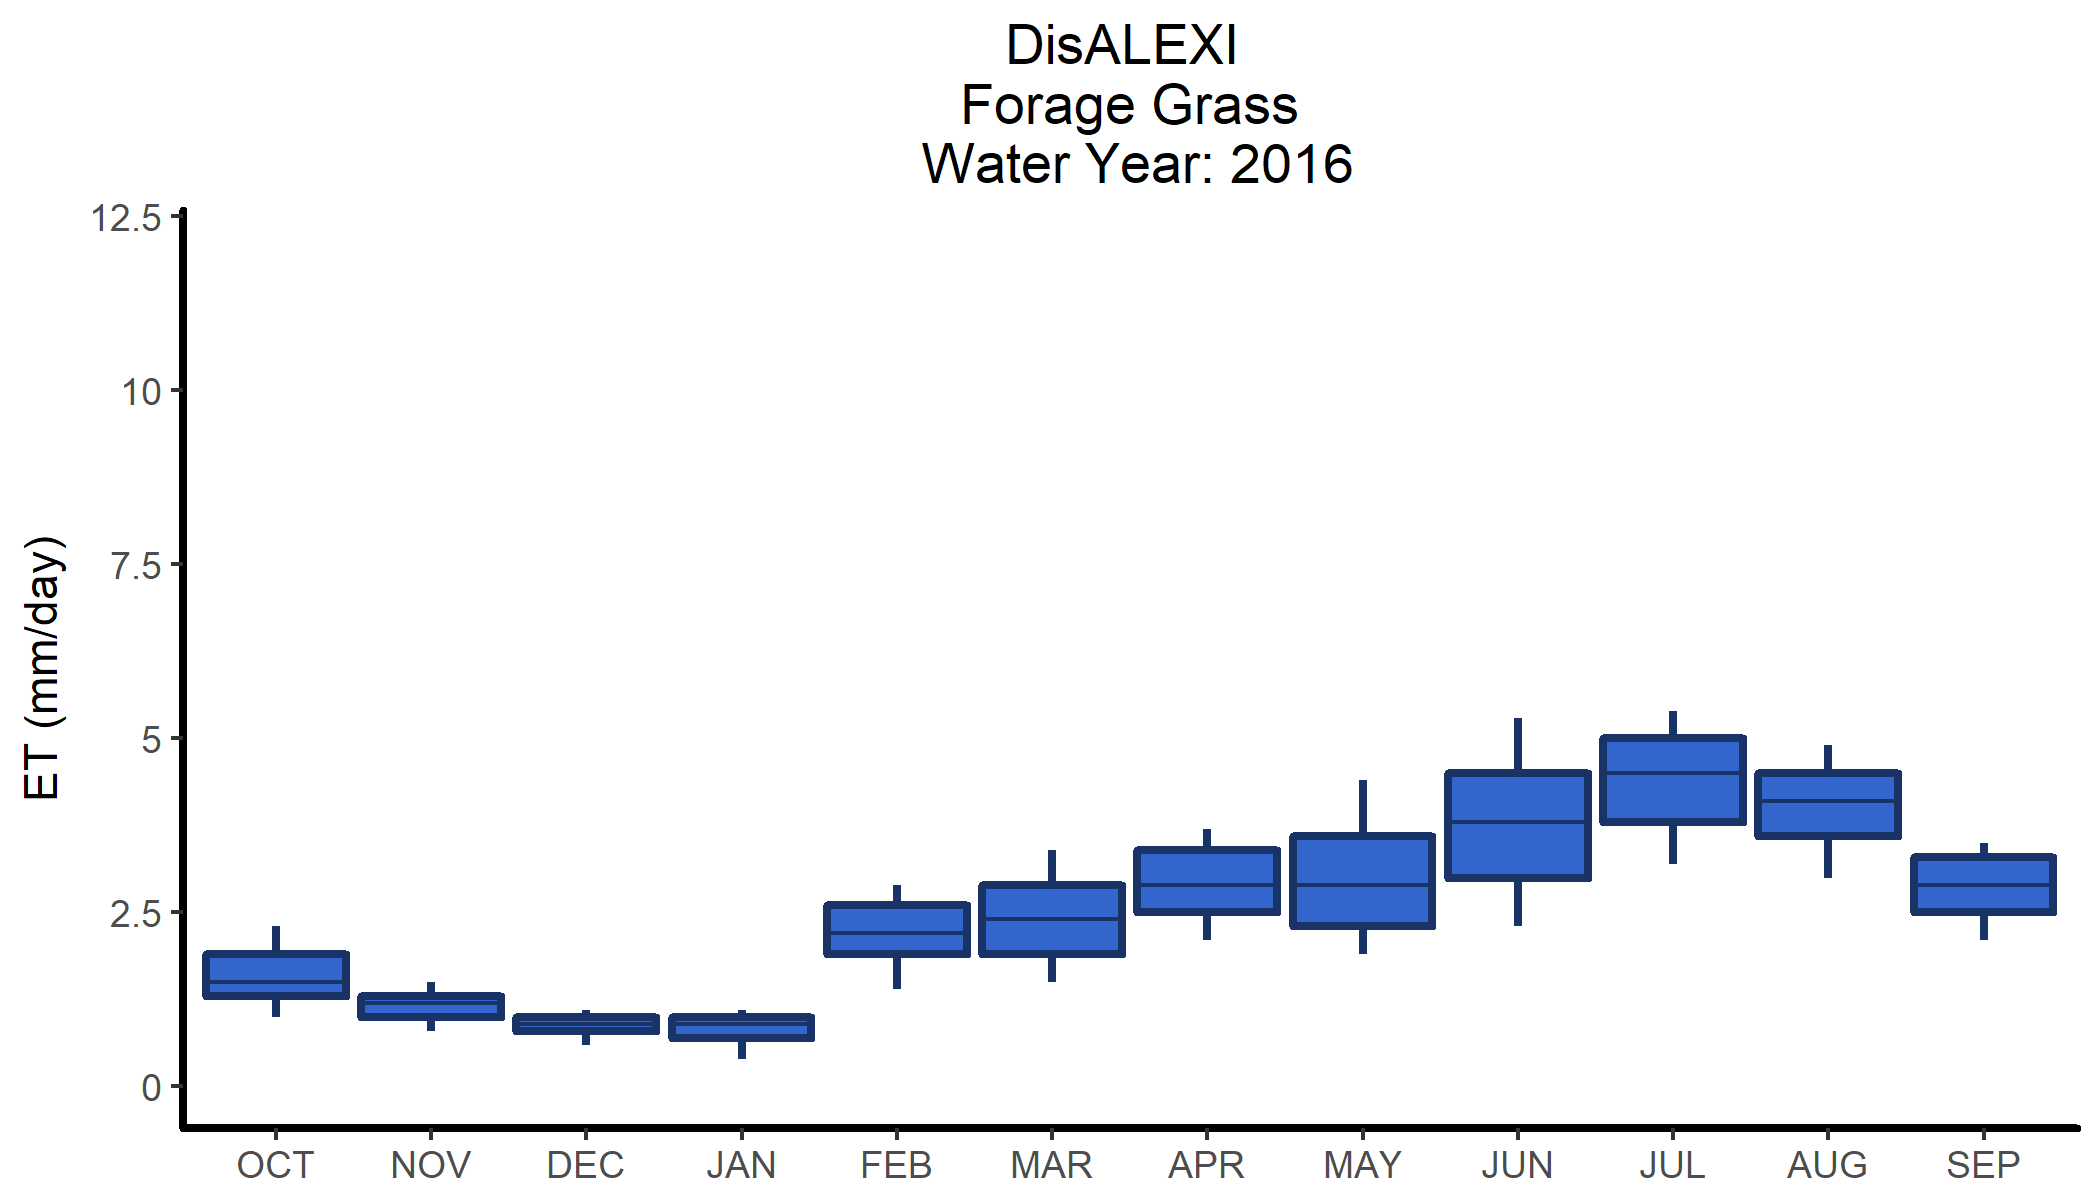 DisALEXI
Forage Grass
Water Year: 2016
ET (mm/day)
12.5
10
7.5
5
2.5
0
OCT NOV DEC JAN FEB MAR APR MAY JUN JUL AUG SEP